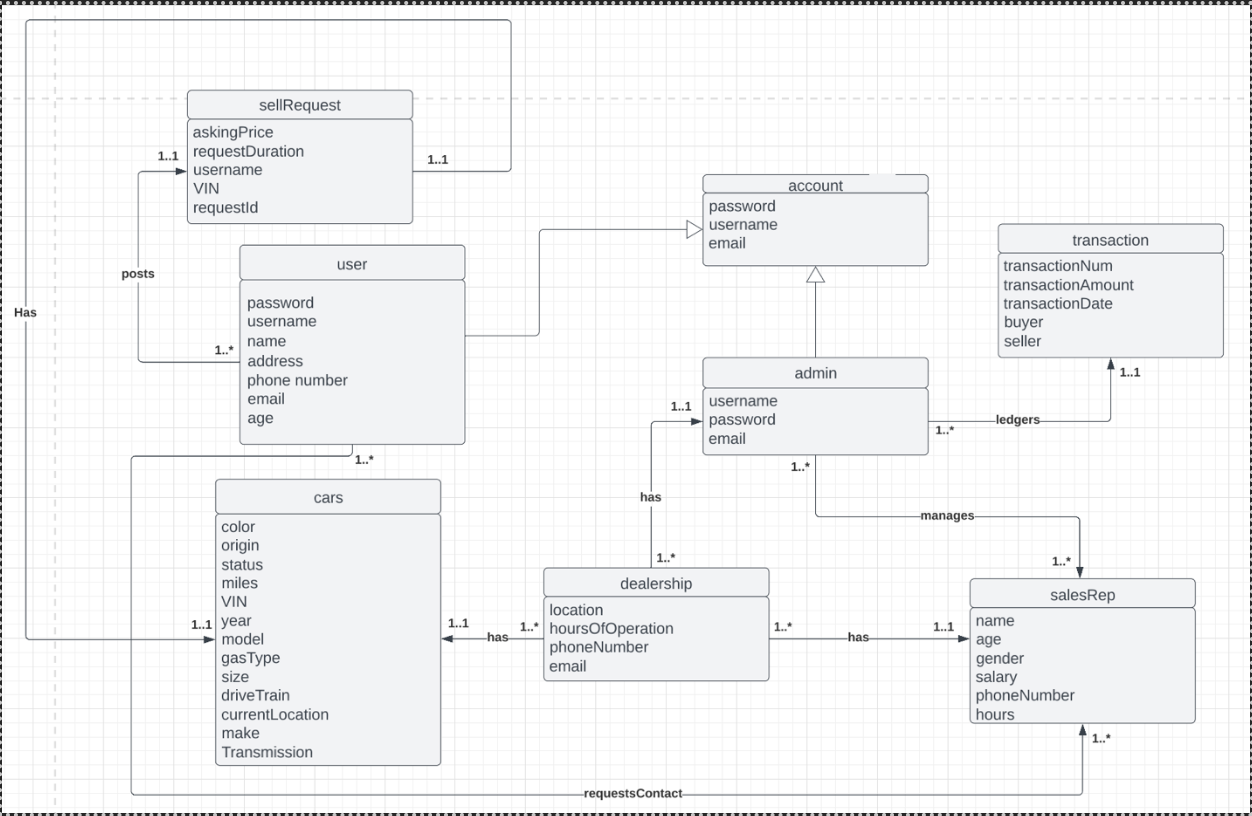 sellRequest
askingPrice
requestDuration
username
VIN
requestId
1..1
1..1
posts
Has
user
password
username
name
address
phone number
email
age
1..*
1..*
account
password
username
email
transaction
transactionNum
transactionAmount
transactionDate
buyer
seller
1..1
admin
username
password
email
1..1
1..*
ledgers
1..*
manages
1..*
has
1..*
cars
color
origin
status
miles
VIN
year
model
gasType
size
driveTrain
currentLocation
make
Transmission
1..1
1..1
has
1..*
dealership
location
hoursOfOperation
phoneNumber
email
1..*
has
1..1
salesRep
name
age
gender
salary
phoneNumber
hours
1..*
requestsContact